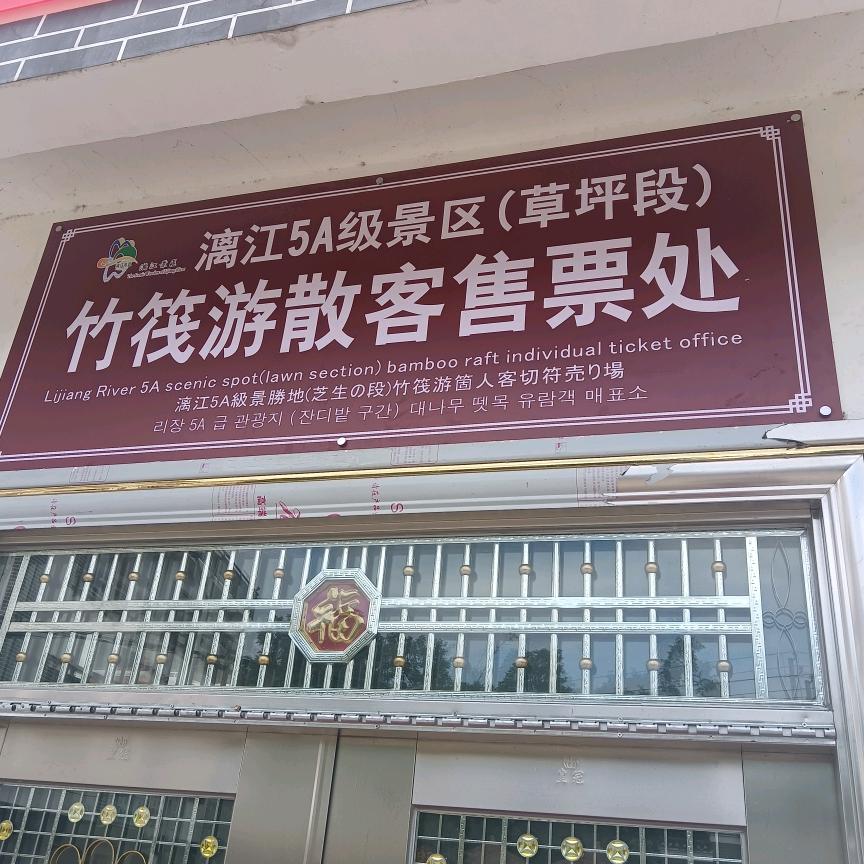 漓江5A级景区(草坪段)
漓江景区
竹筏游散客售票处
Lijiang River 5A scenic spot(lawn section) bamboo raft individual ticket office
漓江5A級景勝地(芝生の段)竹筏游箇人客切符売り場
리장 5A 급 관광지 (잔디밭 구간) 대나무 뗏목 유람객 매표소
福